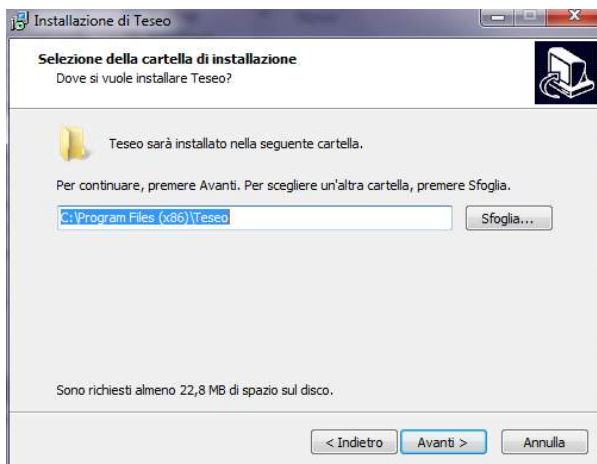 Installazione di Teseo
Selezione della cartella di installazione
Dove si vuole installare Teseo?
Teseo sarà installato nella seguente cartella.
Per continuare, premere Avanti. Per scegliere un'altra cartella, premere Sfoglia.
C:\Program Files (x86)\Teseo
Sfoglia...
Sono richiesti almeno 22,8 MB di spazio sul disco.
< Indietro
Avanti >
Annulla